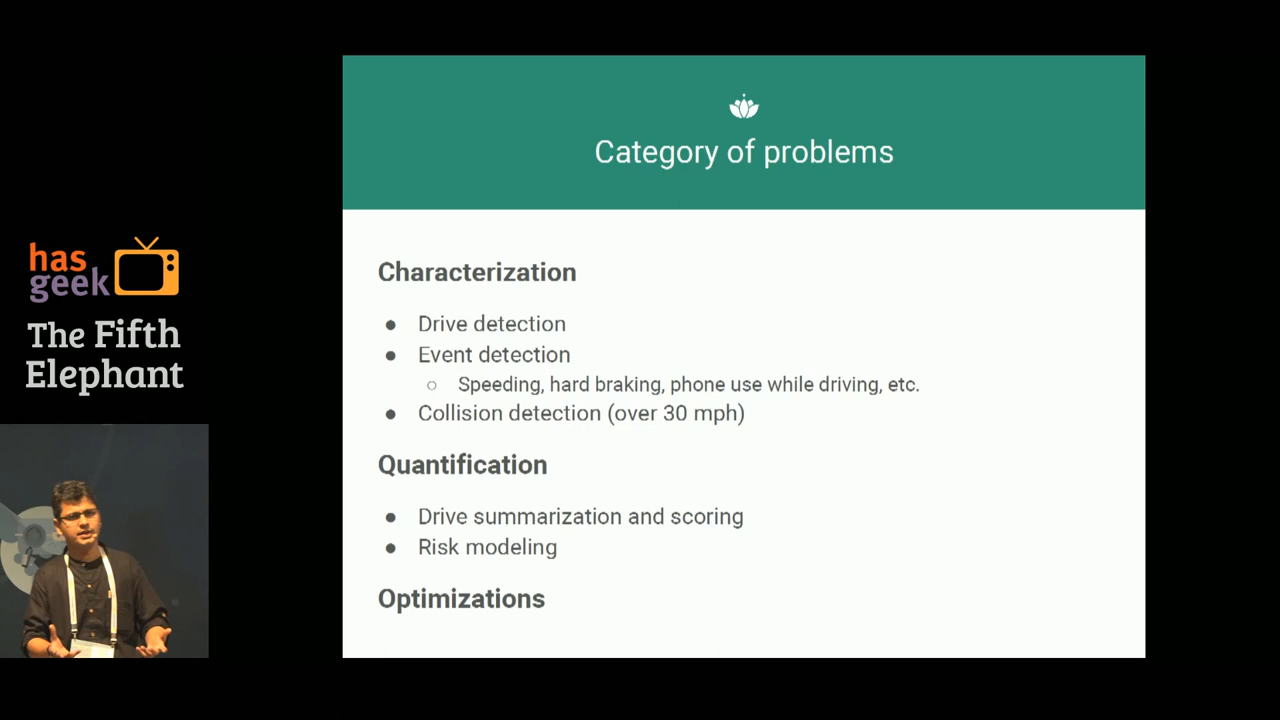 has
geek
The Fifth
Elephant
Category of problems
Characterization
● Drive detection
● Event detection
○ Speeding, hard braking, phone use while driving, etc.
● Collision detection (over 30 mph)
Quantification
● Drive summarization and scoring
● Risk modeling
Optimizations